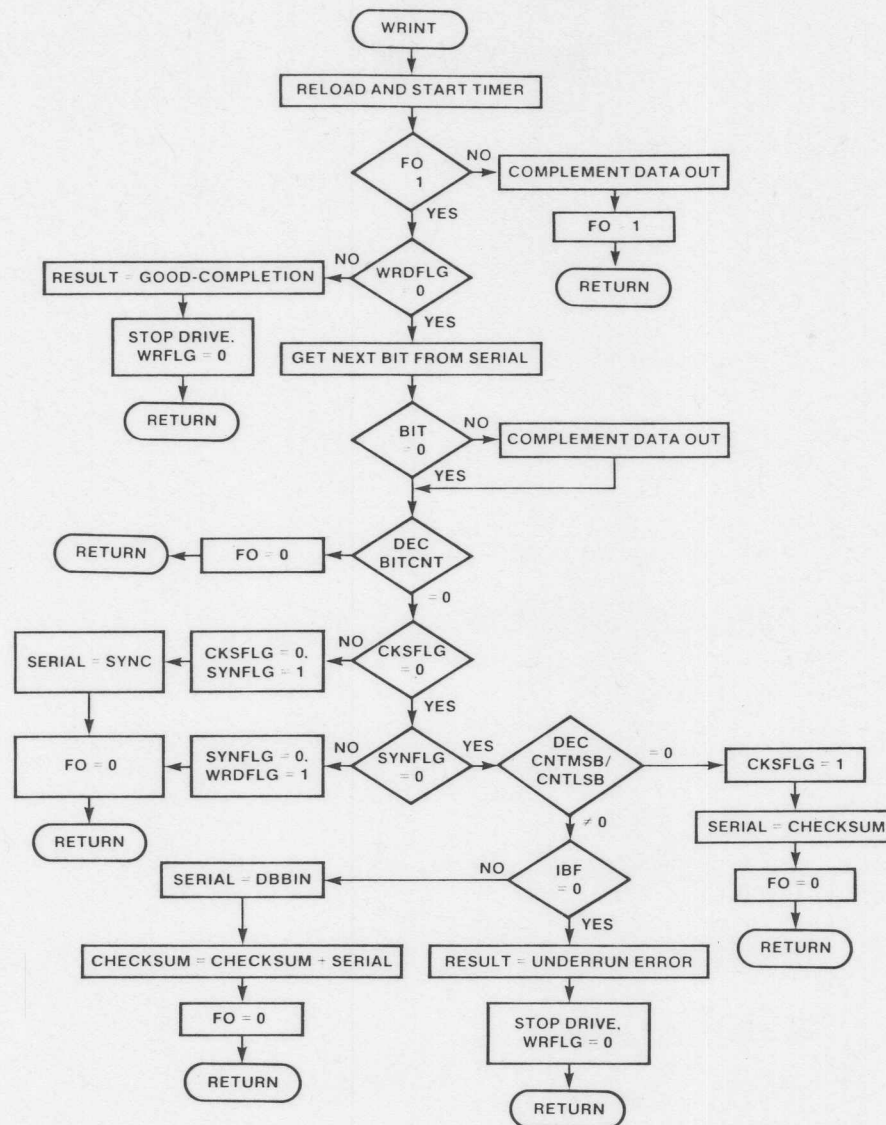 WRINT
RELOAD AND START TIMER
FO
1
NO
COMPLEMENT DATA OUT
YES
FO = 1
RETURN
WRDFLG
= 0
NO
RESULT = GOOD-COMPLETION
STOP DRIVE,
WRFLG = 0
RETURN
YES
GET NEXT BIT FROM SERIAL
BIT
= 0
NO
COMPLEMENT DATA OUT
YES
DEC
BITCNT
FO = 0
RETURN
= 0
CKSFLG
= 0
NO
CKSFLG = 0,
SYNFLG = 1
SERIAL = SYNC
YES
SYNFLG
= 0
NO
SYNFLG = 0,
WRDFLG = 1
FO = 0
RETURN
YES
DEC
CNTMSB/
CNTLSB
= 0
CKSFLG = 1
SERIAL = CHECKSUM
FO = 0
RETURN
≠ 0
IBF
= 0
NO
SERIAL = DBBIN
CHECKSUM = CHECKSUM + SERIAL
FO = 0
RETURN
YES
RESULT = UNDERRUN ERROR
STOP DRIVE,
WRFLG = 0
RETURN